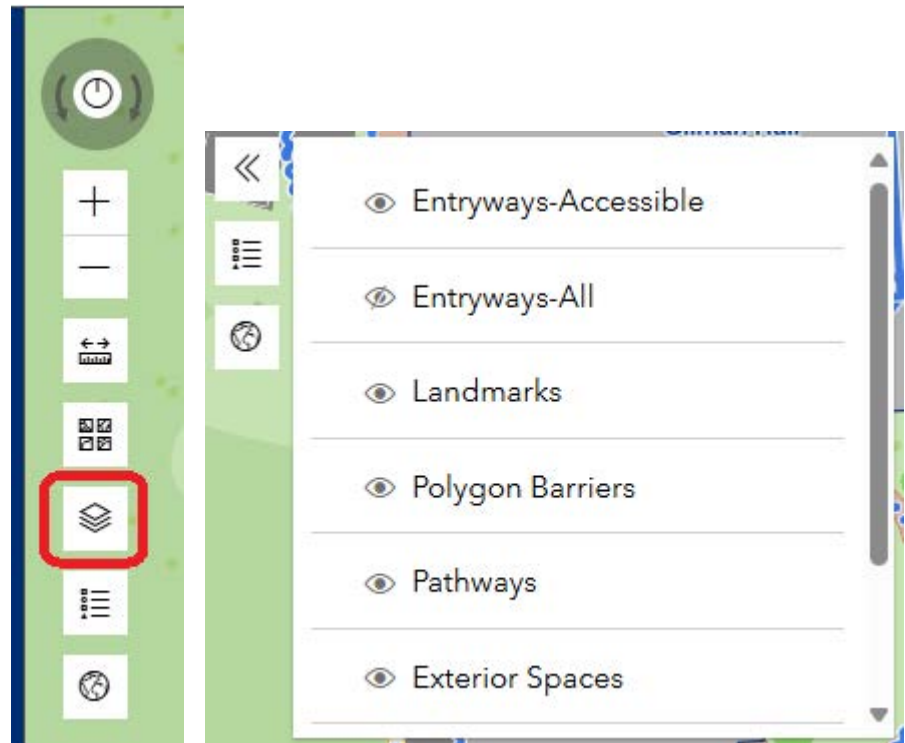 Entryways-Accessible
Entryways-All
Landmarks
Polygon Barriers
Pathways
Exterior Spaces